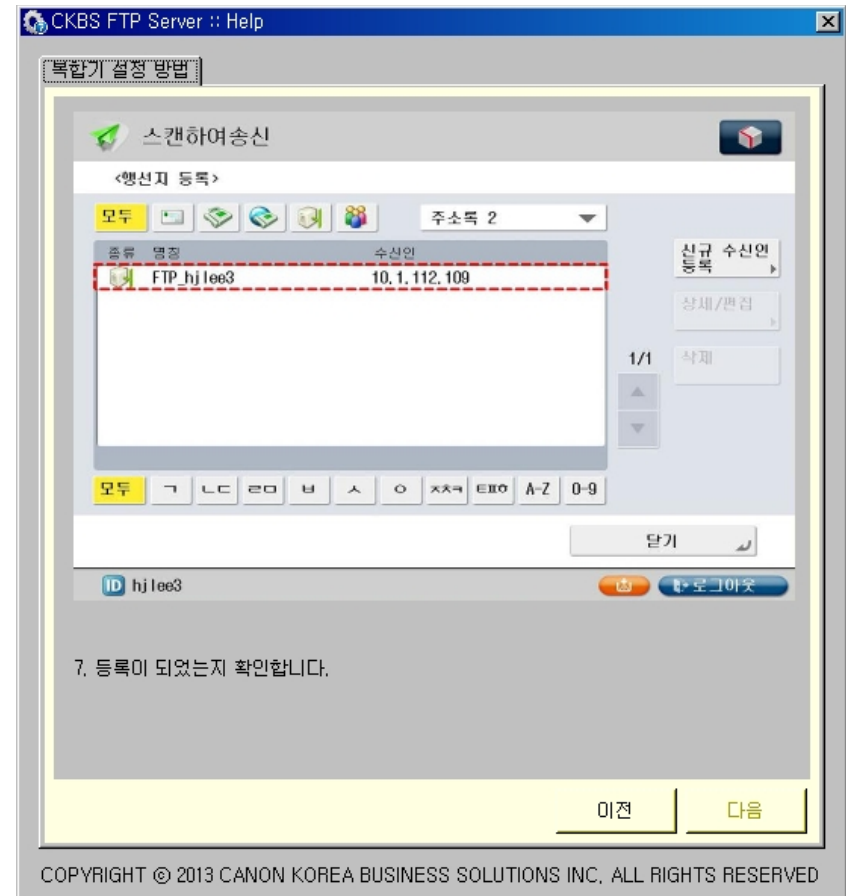 CKBS FTP Server :: Help
복합기 설정 방법
스캔하여송신
<행선지 등록>
모두
주소록 2
종류 명칭 수신인
FTP_hjlee3 10.1.112.109
신규 수신인
등록
상세/편집
1/1
삭제
모두 ㄱ ㄴㄷ ㄹㅁ ㅂ ㅅ ㅇ ㅈㅊㅋ ㅌㅍㅎ A-Z 0-9
닫기
ID hjlee3
로그아웃
7. 등록이 되었는지 확인합니다.
이전
다음
COPYRIGHT ⓒ 2013 CANON KOREA BUSINESS SOLUTIONS INC. ALL RIGHTS RESERVED